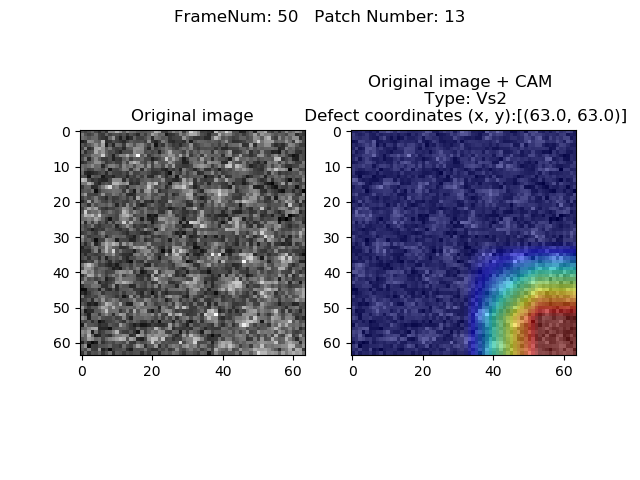 FrameNum: 50   Patch Number: 13
Original image
0
10
20
30
40
50
60
0 20 40 60
Original image + CAM
Type: Vs2
Defect coordinates (x, y):[(63.0, 63.0)]
0
10
20
30
40
50
60
0 20 40 60